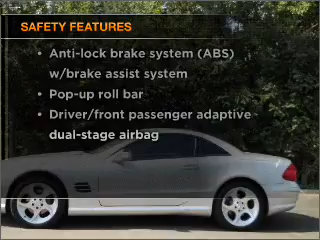 SAFETY FEATURES
• Anti-lock brake system (ABS)
w/brake assist system
• Pop-up roll bar
• Driver/front passenger adaptive
dual-stage airbag